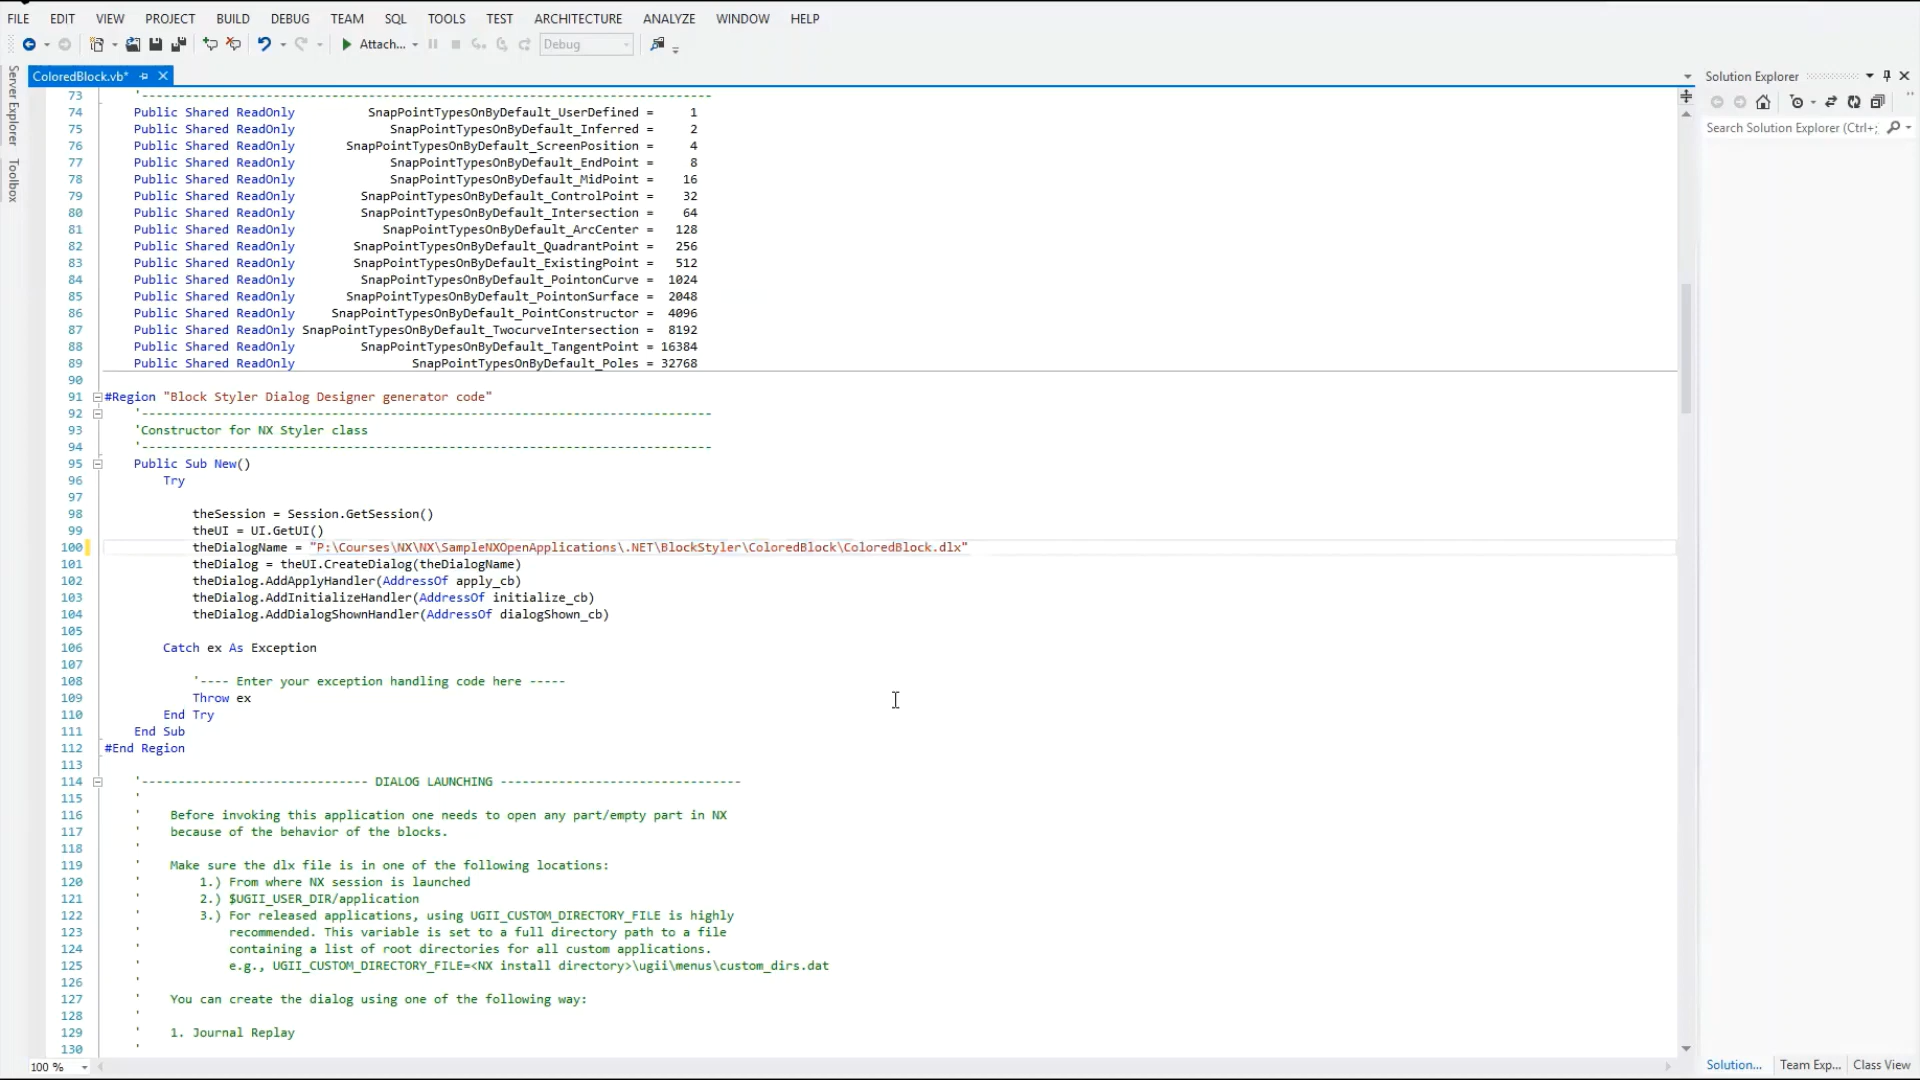 FILE EDIT VIEW PROJECT BUILD DEBUG TEAM SQL TOOLS TEST ARCHITECTURE ANALYZE WINDOW HELP
Attach... Debug
Server Explorer
Toolbox
ColoredBlock.vb*
73 '------------------------------------------------------------------------------
74 Public Shared ReadOnly SnapPointTypesOnByDefault_UserDefined = 1
75 Public Shared ReadOnly SnapPointTypesOnByDefault_Inferred = 2
76 Public Shared ReadOnly SnapPointTypesOnByDefault_ScreenPosition = 4
77 Public Shared ReadOnly SnapPointTypesOnByDefault_EndPoint = 8
78 Public Shared ReadOnly SnapPointTypesOnByDefault_MidPoint = 16
79 Public Shared ReadOnly SnapPointTypesOnByDefault_ControlPoint = 32
80 Public Shared ReadOnly SnapPointTypesOnByDefault_Intersection = 64
81 Public Shared ReadOnly SnapPointTypesOnByDefault_ArcCenter = 128
82 Public Shared ReadOnly SnapPointTypesOnByDefault_QuadrantPoint = 256
83 Public Shared ReadOnly SnapPointTypesOnByDefault_ExistingPoint = 512
84 Public Shared ReadOnly SnapPointTypesOnByDefault_PointonCurve = 1024
85 Public Shared ReadOnly SnapPointTypesOnByDefault_PointonSurface = 2048
86 Public Shared ReadOnly SnapPointTypesOnByDefault_PointConstructor = 4096
87 Public Shared ReadOnly SnapPointTypesOnByDefault_TwocurveIntersection = 8192
88 Public Shared ReadOnly SnapPointTypesOnByDefault_TangentPoint = 16384
89 Public Shared ReadOnly SnapPointTypesOnByDefault_Poles = 32768
90
91 #Region "Block Styler Dialog Designer generator code"
92 '------------------------------------------------------------------------------
93 'Constructor for NX Styler class
94 '------------------------------------------------------------------------------
95 Public Sub New()
96 Try
97
98 theSession = Session.GetSession()
99 theUI = UI.GetUI()
100 theDialogName = "P:\Courses\NX\NX\SampleNXOpenApplications\.NET\BlockStyler\ColoredBlock\ColoredBlock.dlx"
101 theDialog = theUI.CreateDialog(theDialogName)
102 theDialog.AddApplyHandler(AddressOf apply_cb)
103 theDialog.AddInitializeHandler(AddressOf initialize_cb)
104 theDialog.AddDialogShownHandler(AddressOf dialogShown_cb)
105
106 Catch ex As Exception
107
108 '---- Enter your exception handling code here -----
109 Throw ex
110 End Try
111 End Sub
112 #End Region
113
114 '------------------------------- DIALOG LAUNCHING ---------------------------------
115 '
116 ' Before invoking this application one needs to open any part/empty part in NX
117 ' because of the behavior of the blocks.
118 '
119 ' Make sure the dlx file is in one of the following locations:
120 ' 1.) From where NX session is launched
121 ' 2.) $UGII_USER_DIR/application
122 ' 3.) For released applications, using UGII_CUSTOM_DIRECTORY_FILE is highly
123 ' recommended. This variable is set to a full directory path to a file
124 ' containing a list of root directories for all custom applications.
125 ' e.g., UGII_CUSTOM_DIRECTORY_FILE=<NX install directory>\ugii\menus\custom_dirs.dat
126 '
127 ' You can create the dialog using one of the following way:
128 '
129 ' 1. Journal Replay
130 '
100 %
Solution Explorer
Search Solution Explorer (Ctrl+;
Solution... Team Exp... Class View